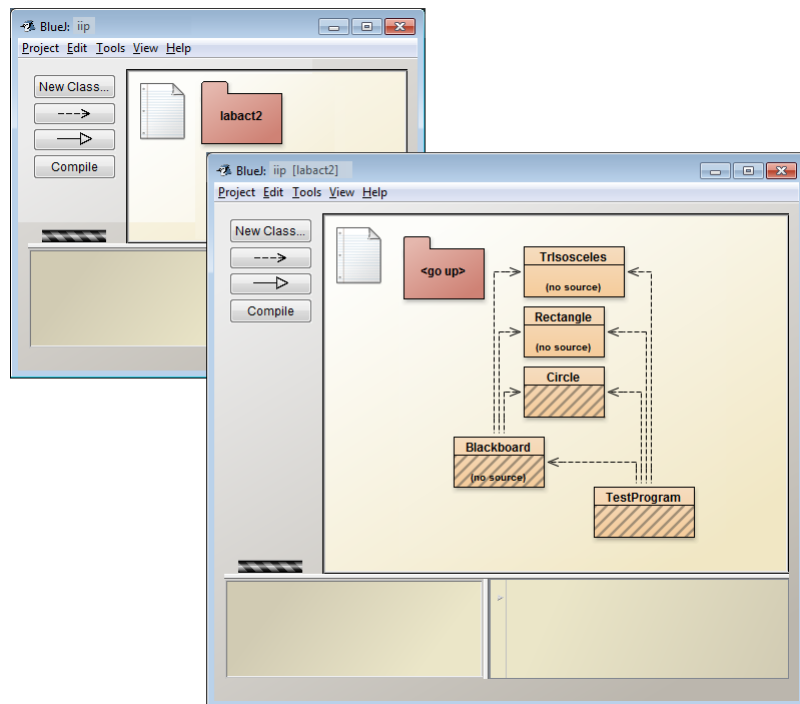 BlueJ: iip
Project Edit Tools View Help
New Class...
Compile
labact2
BlueJ: iip [labact2]
Project Edit Tools View Help
New Class...
Compile
<go up>
TrIsosceles
(no source)
Rectangle
(no source)
Circle
Blackboard
(no source)
TestProgram